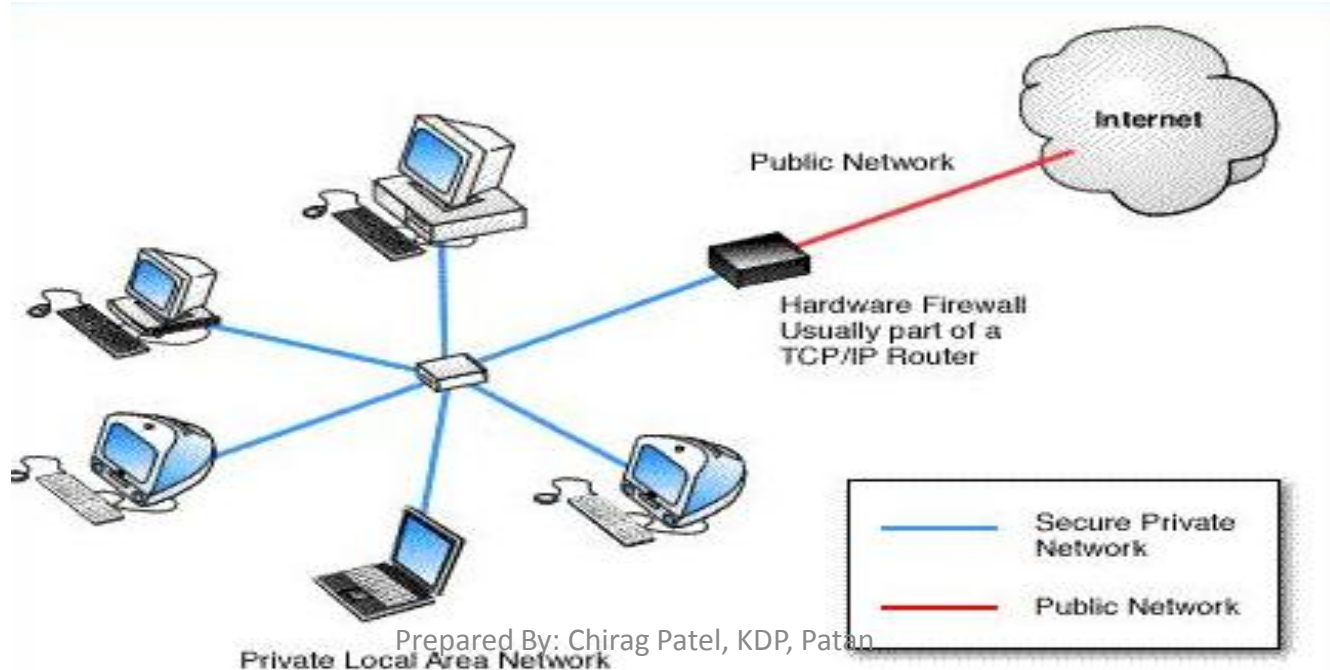 Internet
Public Network
Hardware Firewall
Usually part of a
TCP/IP Router
Secure Private
Network
Public Network
Prepared By: Chirag Patel, KDP, Patan
Private Local Area Network